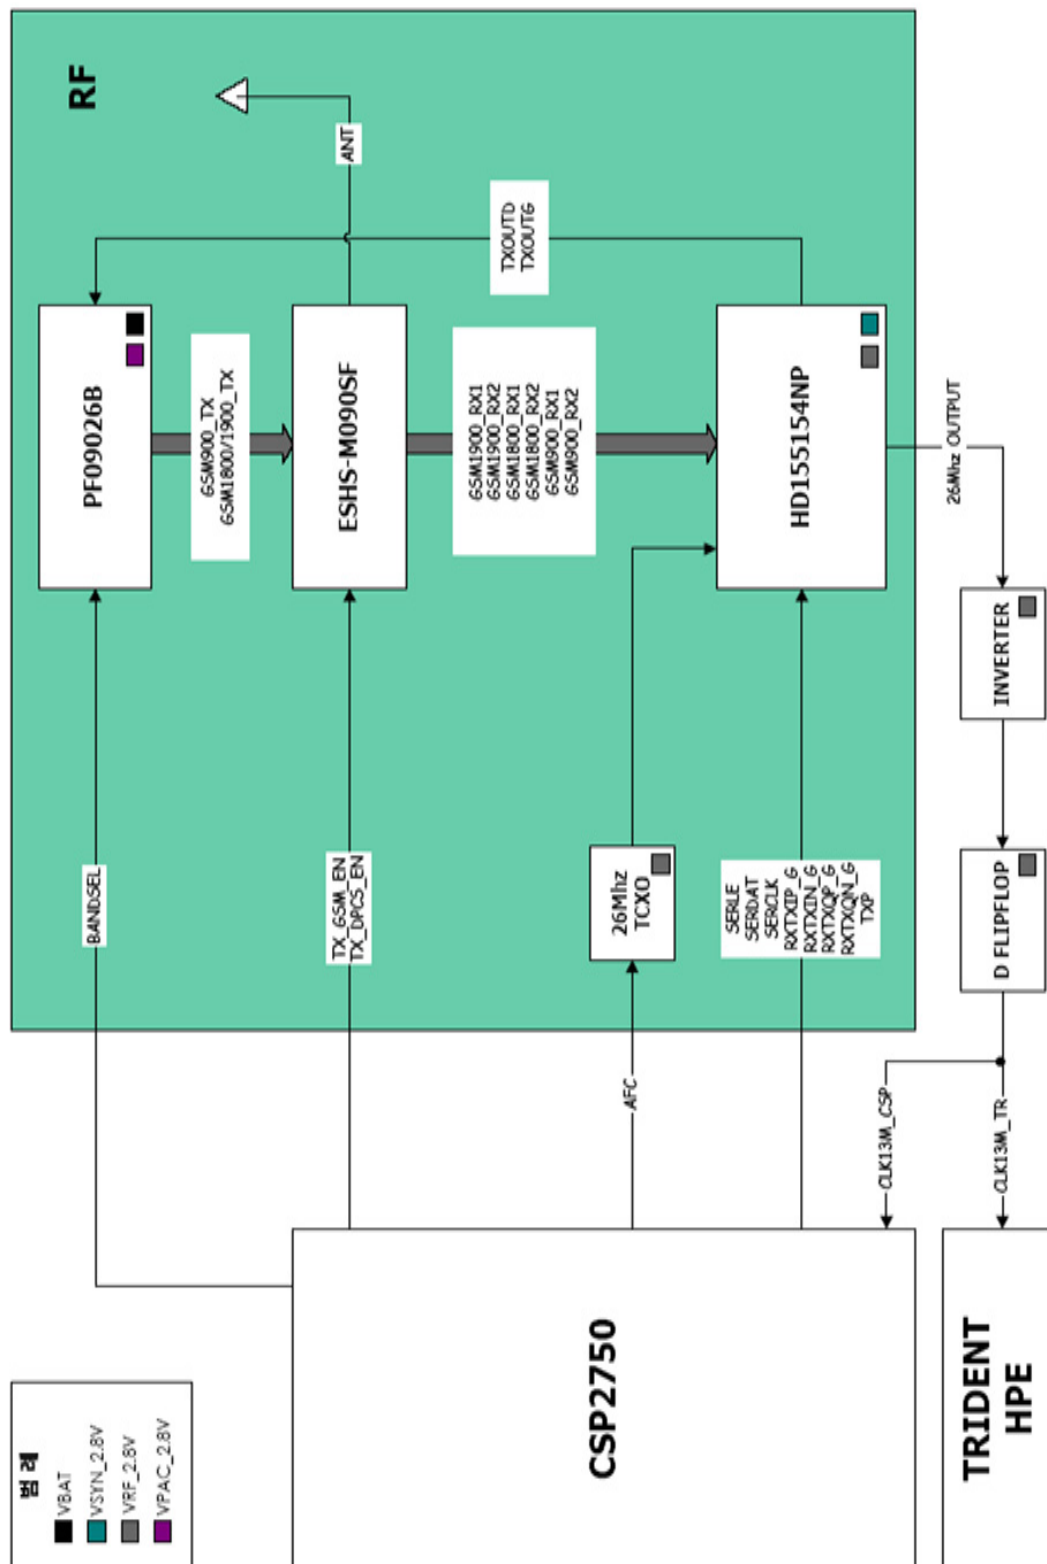 VBAT
VSYN_2.8V
VRF_2.8V
VPAC_2.8V
RF
BANDSEL
PF09026B
GSM900_TX
GSM1800/1900_TX
TX_GSM_EN
TX_DPCS_EN
ESHS-M090SF
ANT
GSM1900_RX1
GSM1900_RX2
GSM1800_RX1
GSM1800_RX2
GSM900_RX1
GSM900_RX2
TXOUTD
TXOUTG
CSP2750
AFC
26Mhz
TCXO
SERLE
SERDAT
SERCLK
RXTXIP_G
RXTXIN_G
RXTXQP_G
RXTXQN_G
TXP
HD155154NP
CLK13M_CSP
26Mhz OUTPUT
TRIDENT
HPE
CLK13M_TR
D FLIPFLOP
INVERTER